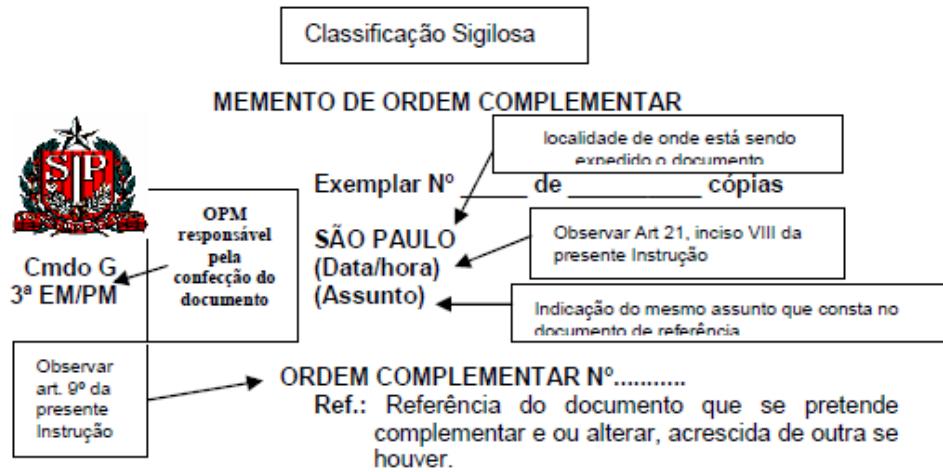 Classificação Sigilosa
MEMENTO DE ORDEM COMPLEMENTAR
localidade de onde está sendo
expedido o documento
Exemplar Nº _____ de __________ cópias
SP
OPM
responsável
pela
confecção do
documento
SÃO PAULO
(Data/hora)
(Assunto)
Observar Art 21, inciso VIII da
presente Instrução
Cmdo G
3ª EM/PM
Indicação do mesmo assunto que consta no
documento de referência
Observar
art. 9º da
presente
Instrução
ORDEM COMPLEMENTAR Nº...........
Ref.: Referência do documento que se pretende
complementar e ou alterar, acrescida de outra se
houver.